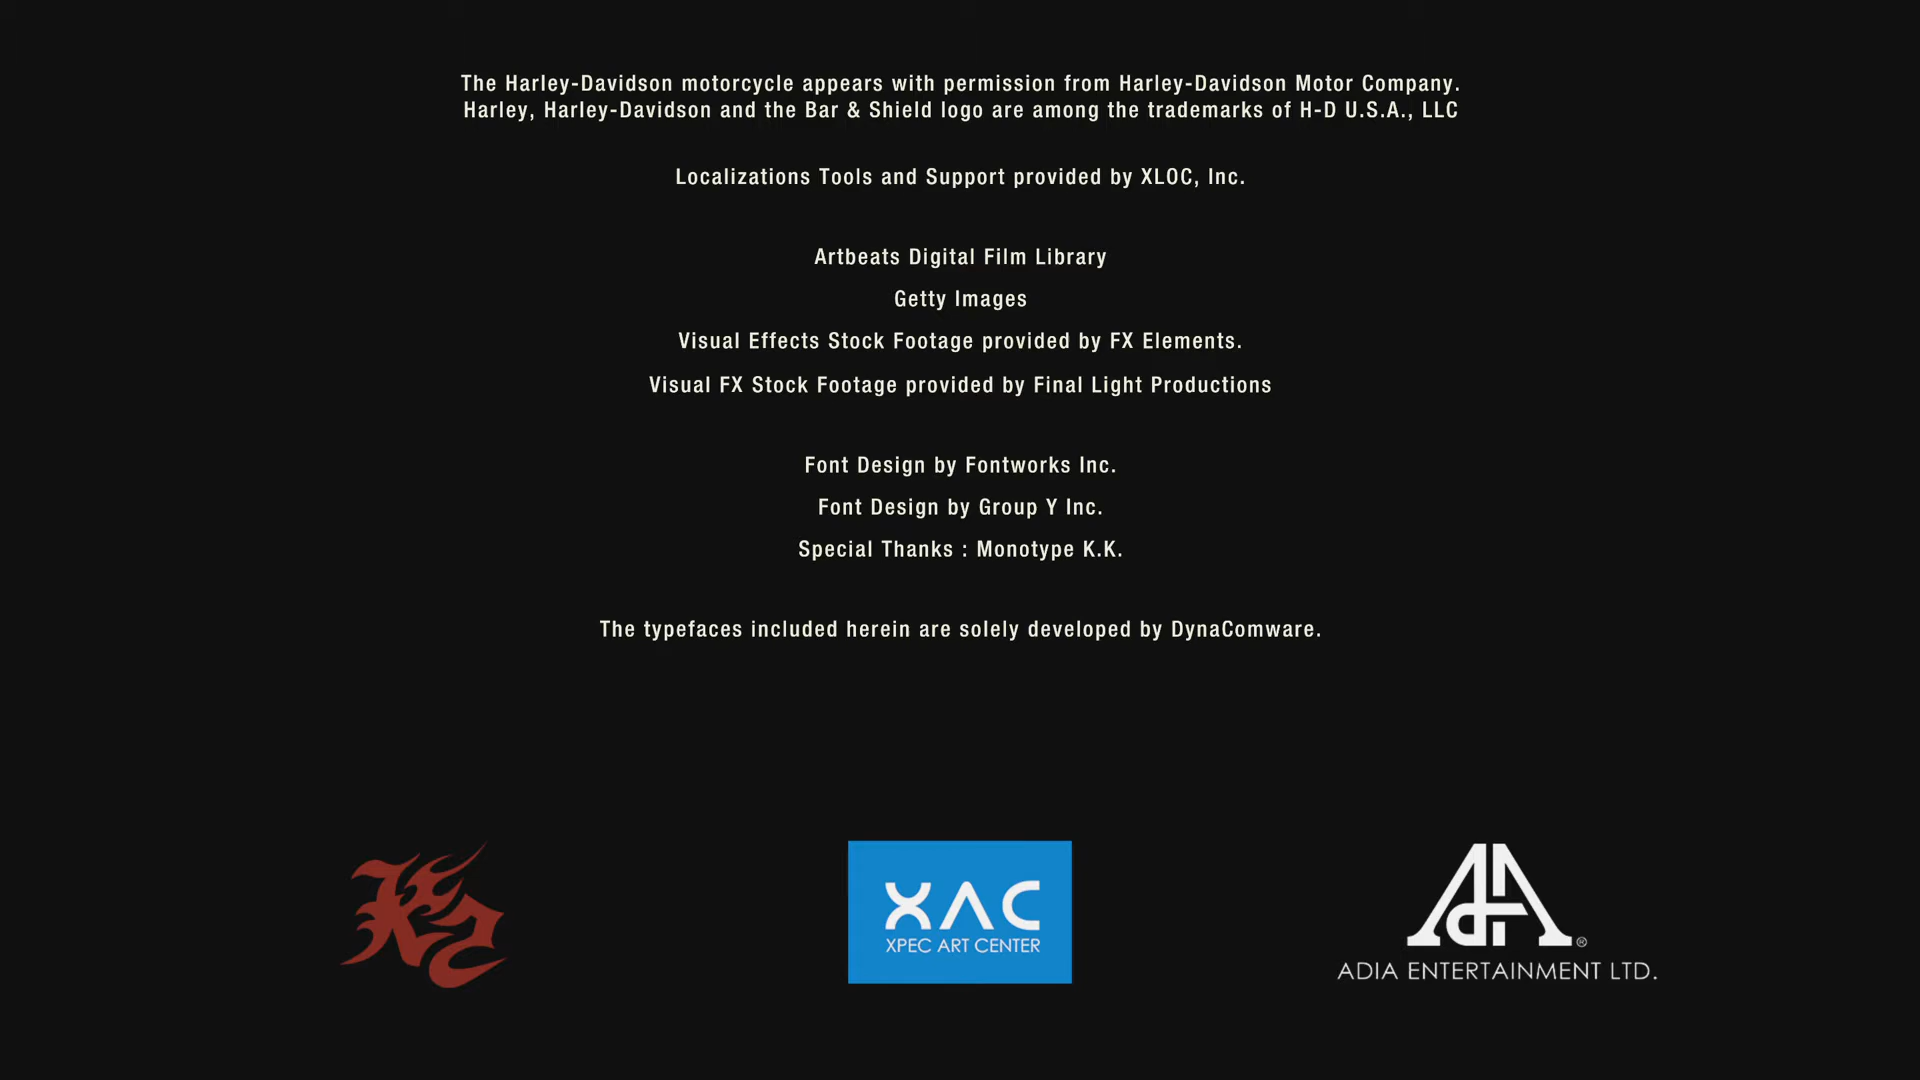 The Harley-Davidson motorcycle appears with permission from Harley-Davidson Motor Company.
Harley, Harley-Davidson and the Bar & Shield logo are among the trademarks of H-D U.S.A., LLC
Localizations Tools and Support provided by XLOC, Inc.
Artbeats Digital Film Library
Getty Images
Visual Effects Stock Footage provided by FX Elements.
Visual FX Stock Footage provided by Final Light Productions
Font Design by Fontworks Inc.
Font Design by Group Y Inc.
Special Thanks : Monotype K.K.
The typefaces included herein are solely developed by DynaComware.
K2
XAC
XPEC ART CENTER
®
ADIA ENTERTAINMENT LTD.